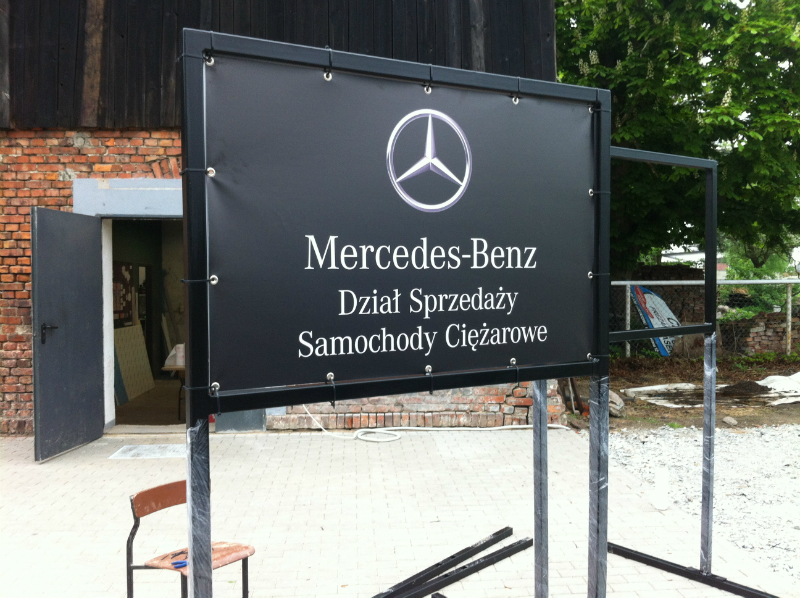 Mercedes-Benz
Dział Sprzedaży
Samochody Ciężarowe